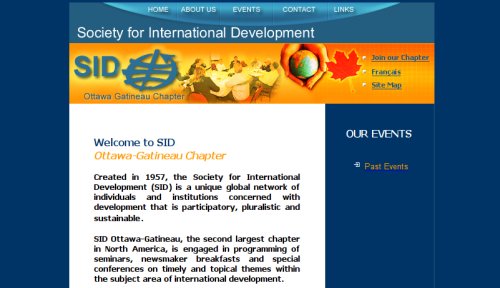 HOME ABOUT US EVENTS CONTACT LINKS
Society for International Development
SID
Ottawa Gatineau Chapter
Join our Chapter
Français
Site Map
Welcome to SID
Ottawa-Gatineau Chapter
Created in 1957, the Society for International
Development (SID) is a unique global network of
individuals and institutions concerned with
development that is participatory, pluralistic and
sustainable.
SID Ottawa-Gatineau, the second largest chapter
in North America, is engaged in programming of
seminars, newsmaker breakfasts and special
conferences on timely and topical themes within
the subject area of international development.
OUR EVENTS
Past Events